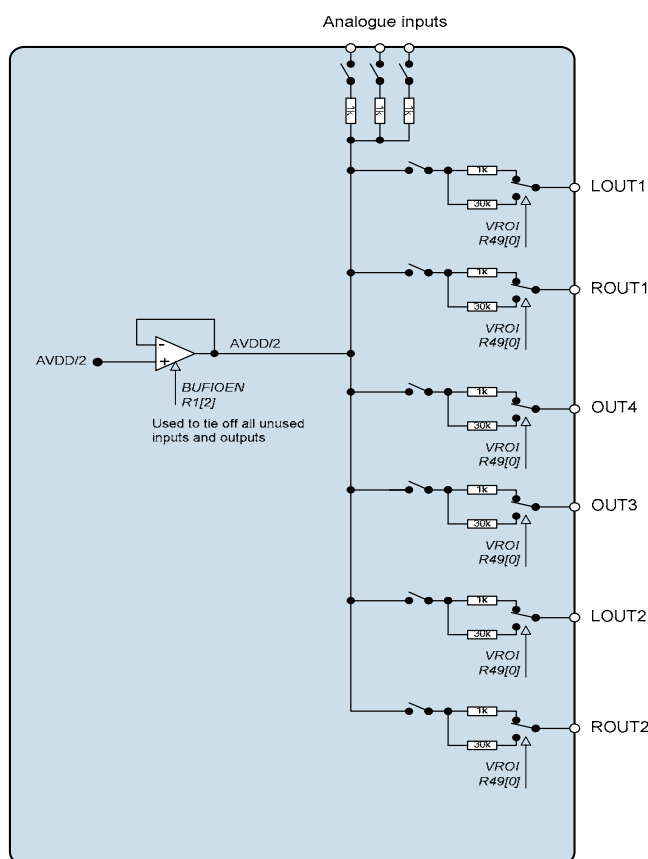 Analogue inputs
1k 1k 1k
1k
LOUT1
30k
VROI
R49[0]
1k
ROUT1
30k
VROI
R49[0]
AVDD/2
-
+
AVDD/2
BUFIOEN
R1[2]
Used to tie off all unused
inputs and outputs
1k
OUT4
30k
VROI
R49[0]
1k
OUT3
30k
VROI
R49[0]
1k
LOUT2
30k
VROI
R49[0]
1k
ROUT2
30k
VROI
R49[0]